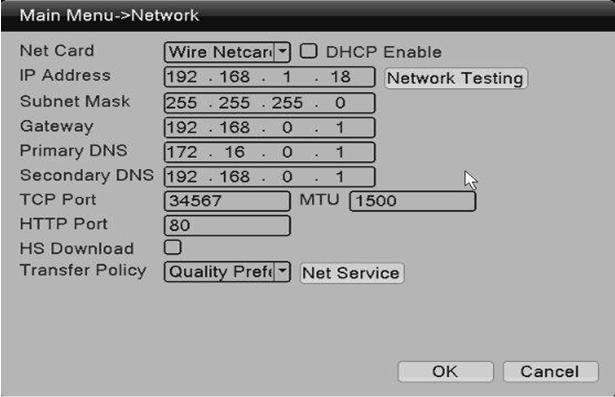 Main Menu->Network
Net Card Wire Netcar DHCP Enable
IP Address 192 . 168 . 1 . 18 Network Testing
Subnet Mask 255 . 255 . 255 . 0
Gateway 192 . 168 . 0 . 1
Primary DNS 172 . 16 . 0 . 1
Secondary DNS 192 . 168 . 0 . 1
TCP Port 34567 MTU 1500
HTTP Port 80
HS Download
Transfer Policy Quality Prefe Net Service
OK Cancel